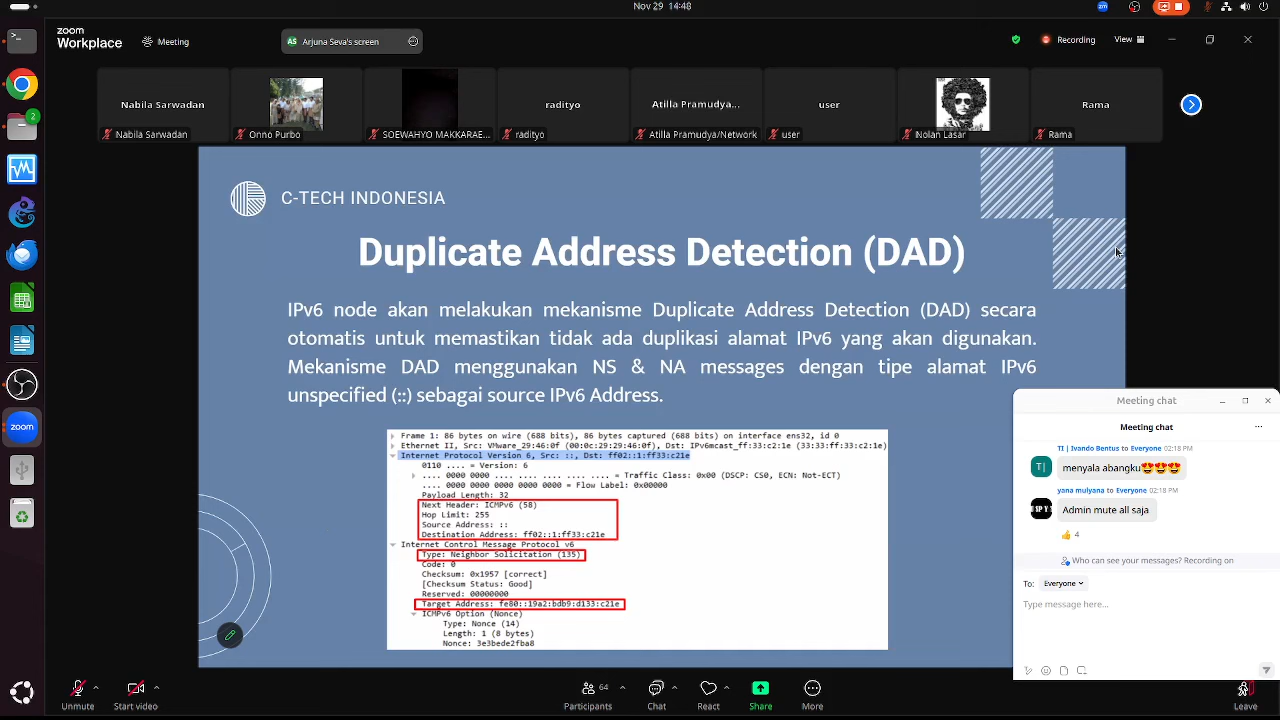 Nov 29 14:48
zoom
Workplace
Meeting
AS Arjuna Seva's screen
Recording
View
Nabila Sarwadan
radityo
Atilla Pramudya...
user
Rama
Nabila Sarwadan
Onno Purbo
SOEWAHYO MAKKARAE...
radityo
Atilla Pramudya/Network
user
Nolan Lasar
Rama
2
C-TECH INDONESIA
Duplicate Address Detection (DAD)
IPv6 node akan melakukan mekanisme Duplicate Address Detection (DAD) secara
otomatis untuk memastikan tidak ada duplikasi alamat IPv6 yang akan digunakan.
Mekanisme DAD menggunakan NS & NA messages dengan tipe alamat IPv6
unspecified (::) sebagai source IPv6 Address.
Frame 1: 86 bytes on wire (688 bits), 86 bytes captured (688 bits) on interface ens32, id 0
Ethernet II, Src: VMware_29:46:0f (00:0c:29:29:46:0f), Dst: IPv6mcast_ff:33:c2:1e (33:33:ff:33:c2:1e)
Internet Protocol Version 6, Src: ::, Dst: ff02::1:ff33:c21e
0110 .... = Version: 6
.... 0000 0000 .... .... .... .... .... = Traffic Class: 0x00 (DSCP: CS0, ECN: Not-ECT)
.... 0000 0000 0000 0000 0000 = Flow Label: 0x00000
Payload Length: 32
Next Header: ICMPv6 (58)
Hop Limit: 255
Source Address: ::
Destination Address: ff02::1:ff33:c21e
Internet Control Message Protocol v6
Type: Neighbor Solicitation (135)
Code: 0
Checksum: 0x1957 [correct]
[Checksum Status: Good]
Reserved: 00000000
Target Address: fe80::19a2:bdb9:d133:c21e
ICMPv6 Option (Nonce)
Type: Nonce (14)
Length: 1 (8 bytes)
Nonce: 3e3bede2fba8
Meeting chat
Meeting chat
TI | Ivando Bentus to Everyone 02:18 PM
TI menyala abangku😍😍😍
yana mulyana to Everyone 02:18 PM
Admin mute all saja
👍 4
Who can see your messages? Recording on
To: Everyone
Type message here...
Unmute
Start video
64
Participants
Chat
React
Share
More
Leave